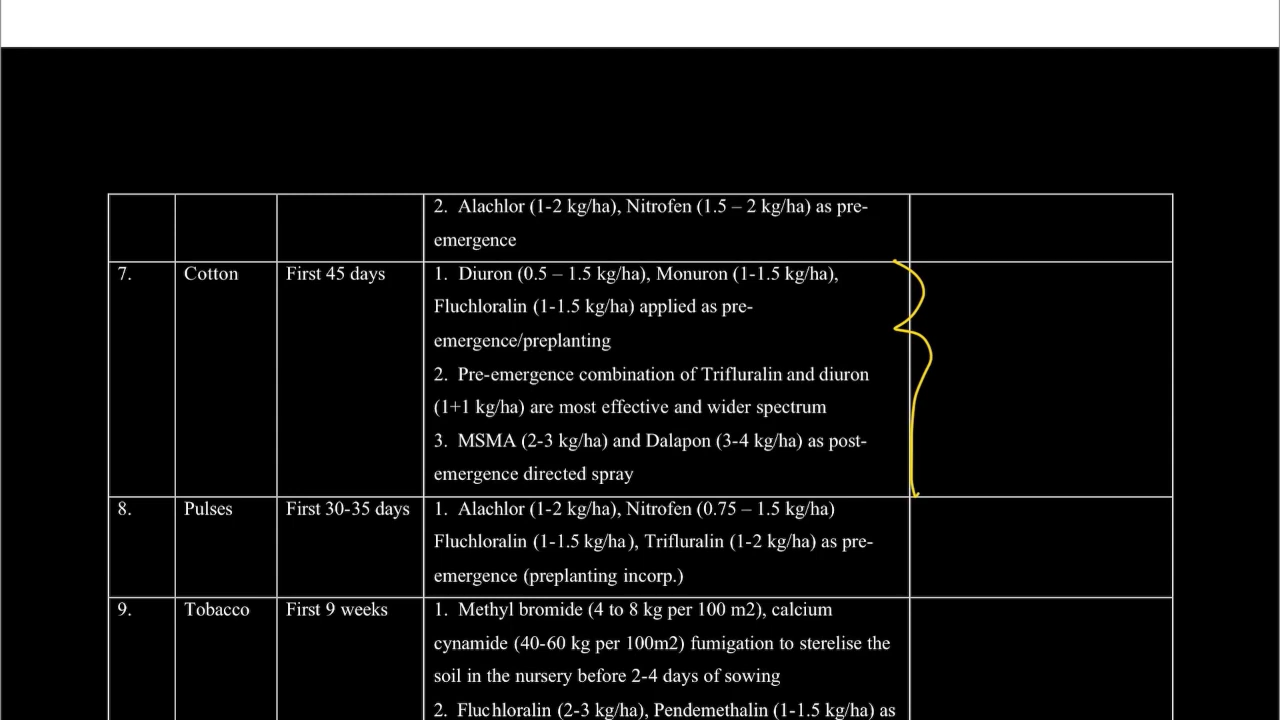 2. Alachlor (1-2 kg/ha), Nitrofen (1.5 – 2 kg/ha) as pre-
emergence
7. Cotton First 45 days 1. Diuron (0.5 – 1.5 kg/ha), Monuron (1-1.5 kg/ha),
Fluchloralin (1-1.5 kg/ha) applied as pre-
emergence/preplanting
2. Pre-emergence combination of Trifluralin and diuron
(1+1 kg/ha) are most effective and wider spectrum
3. MSMA (2-3 kg/ha) and Dalapon (3-4 kg/ha) as post-
emergence directed spray
8. Pulses First 30-35 days 1. Alachlor (1-2 kg/ha), Nitrofen (0.75 – 1.5 kg/ha)
Fluchloralin (1-1.5 kg/ha), Trifluralin (1-2 kg/ha) as pre-
emergence (preplanting incorp.)
9. Tobacco First 9 weeks 1. Methyl bromide (4 to 8 kg per 100 m2), calcium
cynamide (40-60 kg per 100m2) fumigation to sterelise the
soil in the nursery before 2-4 days of sowing
2. Fluchloralin (2-3 kg/ha), Pendemethalin (1-1.5 kg/ha) as